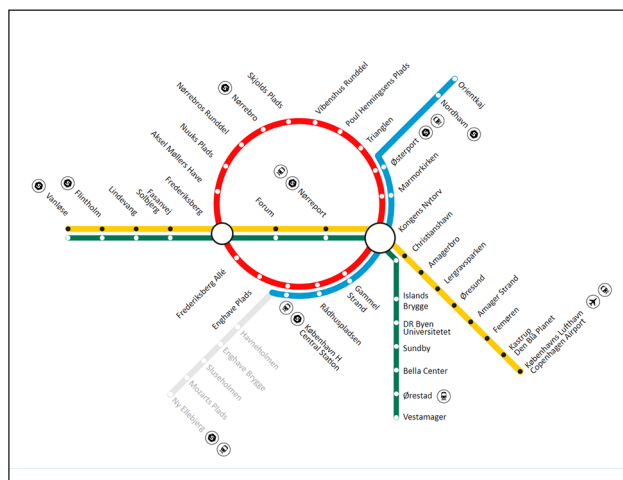 Orientkaj
Nordhavn
Østerport
Trianglen
Poul Henningsens Plads
Vibenshus Runddel
Skjolds Plads
Nørrebro
Nørrebros Runddel
Nuuks Plads
Aksel Møllers Have
Frederiksberg
Fasanvej
Solbjerg
Lindevang
Flintholm
Vanløse
Forum
Nørreport
Marmorkirken
Kongens Nytorv
Christianshavn
Amagerbro
Lergravsparken
Øresund
Amager Strand
Femøren
Kastrup
Den Blå Planet
Københavns Lufthavn
Copenhagen Airport
Islands
Brygge
DR Byen
Universitetet
Sundby
Bella Center
Ørestad
Vestamager
Gammel
Strand
Rådhuspladsen
København H
Central Station
Enghave Plads
Frederiksberg Allé
Havneholmen
Enghave Brygge
Sluseholmen
Mozarts Plads
Ny Ellebjerg